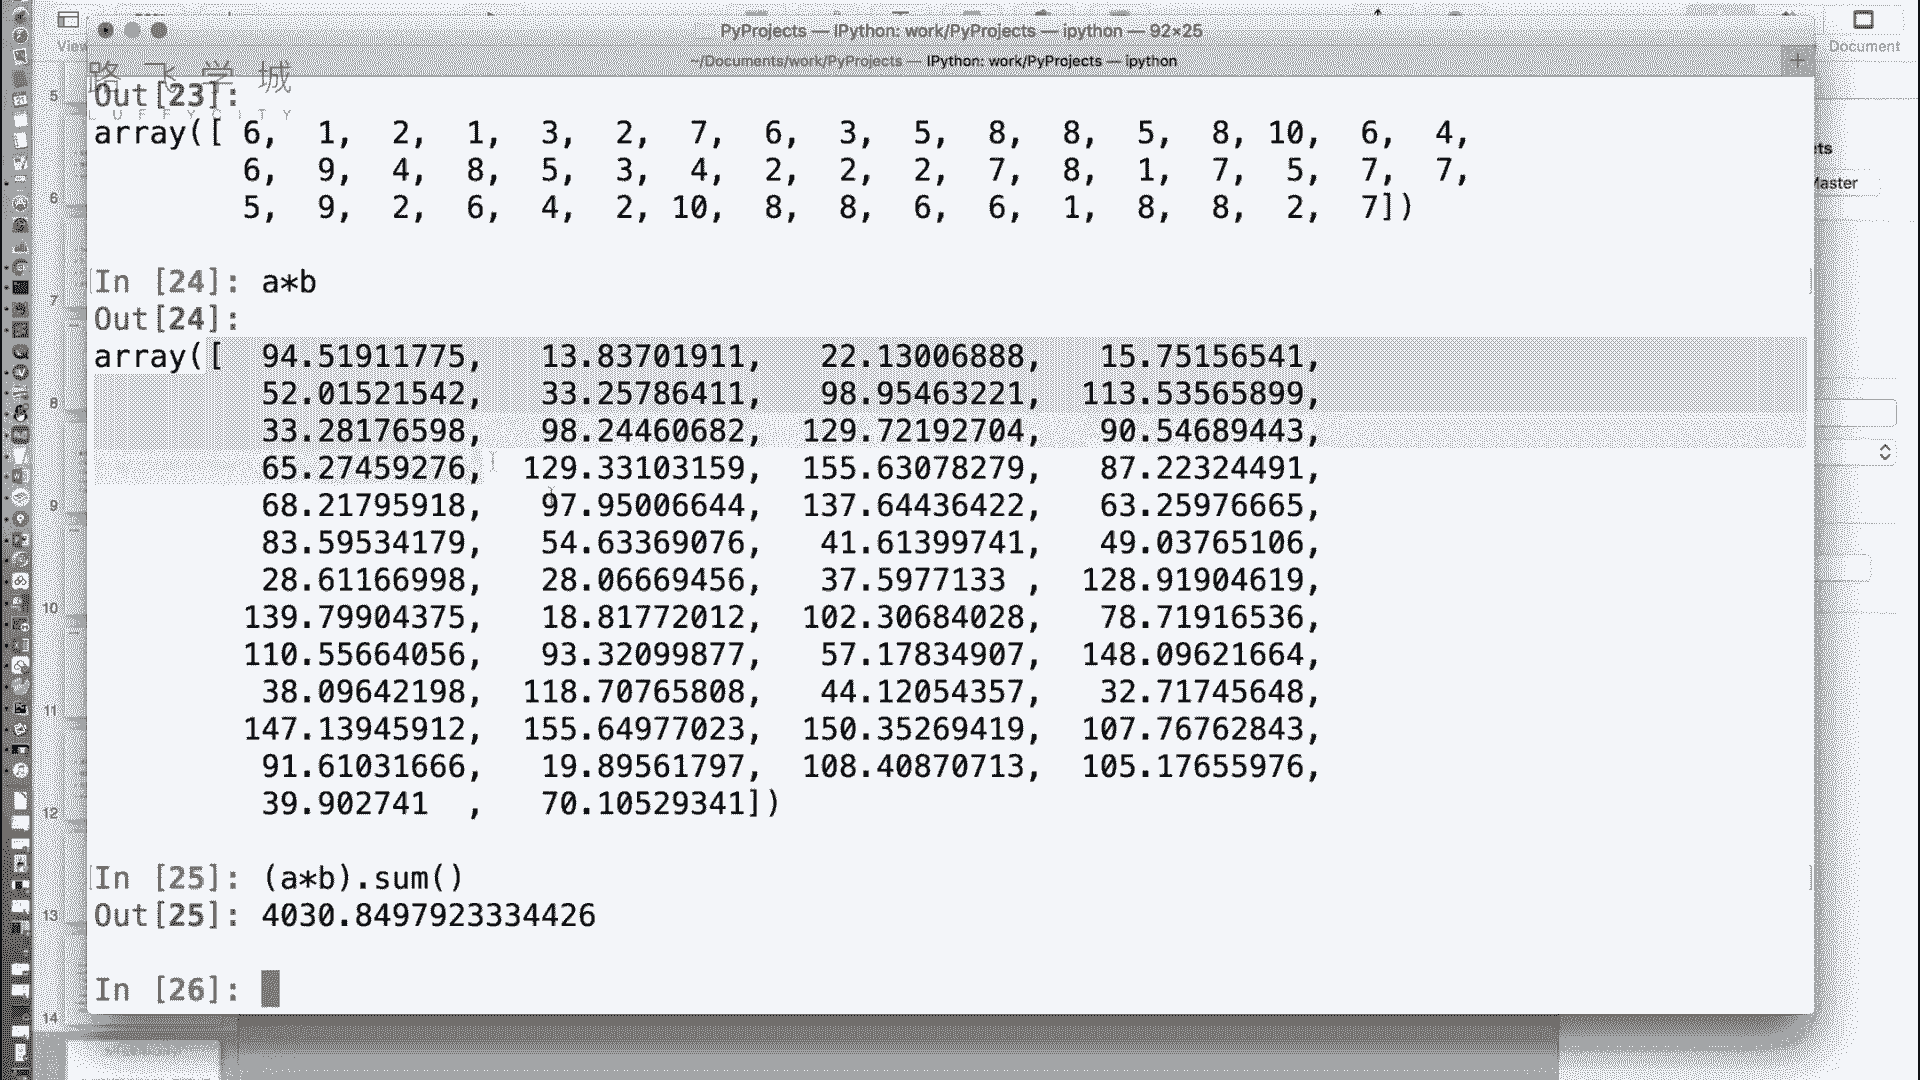 View
PyProjects — IPython: work/PyProjects — ipython — 92×25
Document
~/Documents/work/PyProjects — IPython: work/PyProjects — ipython
路飞学城
LUFFYCITY
Out[23]:
array([ 6,  1,  2,  1,  3,  2,  7,  6,  3,  5,  8,  8,  5,  8, 10,  6,  4,
        6,  9,  4,  8,  5,  3,  4,  2,  2,  2,  7,  8,  1,  7,  5,  7,  7,
        5,  9,  2,  6,  4,  2, 10,  8,  8,  6,  6,  1,  8,  8,  2,  7])
In [24]: a*b
Out[24]:
array([  94.51911775,   13.83701911,   22.13006888,   15.75156541,
         52.01521542,   33.25786411,   98.95463221,  113.53565899,
         33.28176598,   98.24460682,  129.72192704,   90.54689443,
         65.27459276,  129.33103159,  155.63078279,   87.22324491,
         68.21795918,   97.95006644,  137.64436422,   63.25976665,
         83.59534179,   54.63369076,   41.61399741,   49.03765106,
         28.61166998,   28.06669456,   37.5977133 ,  128.91904619,
        139.79904375,   18.81772012,  102.30684028,   78.71916536,
        110.55664056,   93.32099877,   57.17834907,  148.09621664,
         38.09642198,  118.70765808,   44.12054357,   32.71745648,
        147.13945912,  155.64977023,  150.35269419,  107.76762843,
         91.61031666,   19.89561797,  108.40870713,  105.17655976,
         39.902741  ,   70.10529341])
In [25]: (a*b).sum()
Out[25]: 4030.8497923334426
In [26]:
5
6
7
8
9
10
11
12
13
14
ets
Master